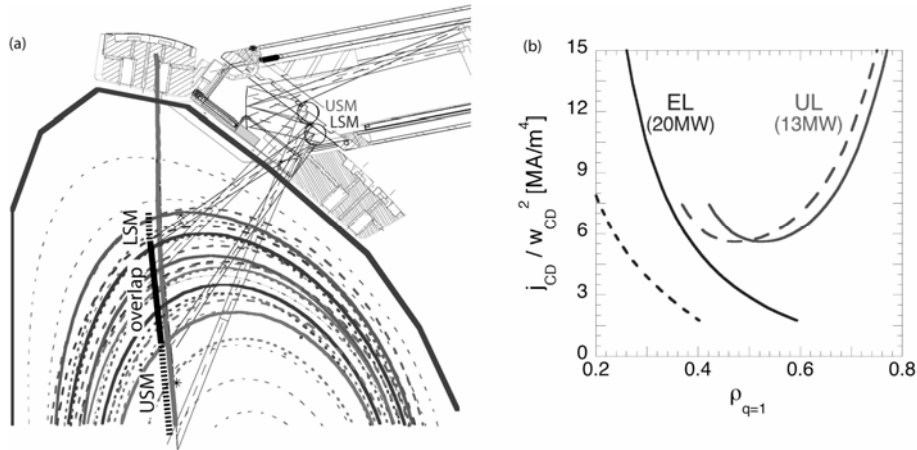 (a)
USM
LSM
LSM
overlap
USM
*
(b)
15
12
9
6
3
0
j_CD / w_CD^2 [MA/m^4]
EL
(20MW)
UL
(13MW)
0.2
0.4
0.6
0.8
ρ_q=1